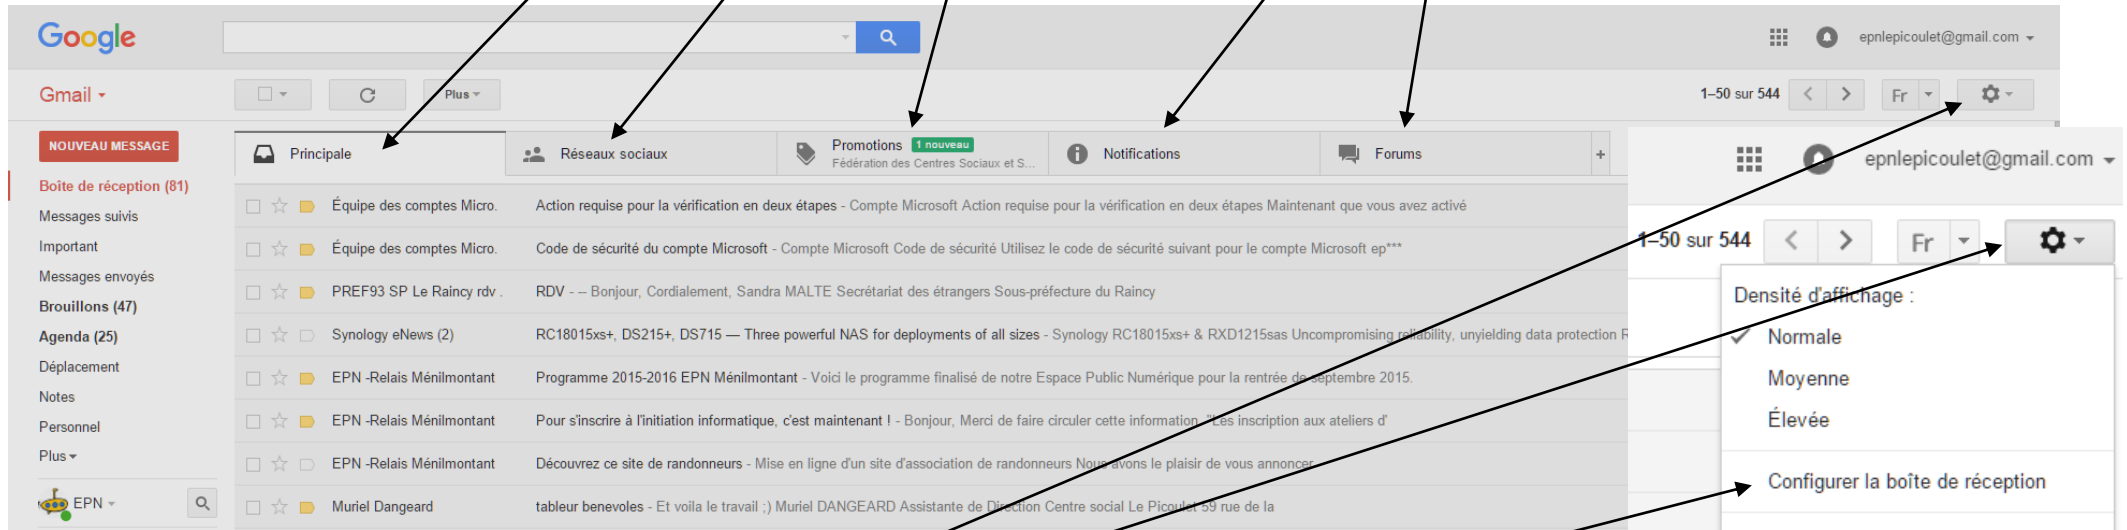 Google
epnlepicoulet@gmail.com
Gmail
Plus
1–50 sur 544
Fr
NOUVEAU MESSAGE
Principale
Réseaux sociaux
Promotions 1 nouveau
Fédération des Centres Sociaux et S...
Notifications
Forums
+
Boîte de réception (81)
Messages suivis
Important
Messages envoyés
Brouillons (47)
Agenda (25)
Déplacement
Notes
Personnel
Plus
EPN
Équipe des comptes Micro. Action requise pour la vérification en deux étapes - Compte Microsoft Action requise pour la vérification en deux étapes Maintenant que vous avez activé
Équipe des comptes Micro. Code de sécurité du compte Microsoft - Compte Microsoft Code de sécurité Utilisez le code de sécurité suivant pour le compte Microsoft ep***
PREF93 SP Le Raincy rdv . RDV - -- Bonjour, Cordialement, Sandra MALTE Secrétariat des étrangers Sous-préfecture du Raincy
Synology eNews (2) RC18015xs+, DS215+, DS715 — Three powerful NAS for deployments of all sizes - Synology RC18015xs+ & RXD1215sas Uncompromising reliability, unyielding data protection R
EPN -Relais Ménilmontant Programme 2015-2016 EPN Ménilmontant - Voici le programme finalisé de notre Espace Public Numérique pour la rentrée de septembre 2015.
EPN -Relais Ménilmontant Pour s'inscrire à l'initiation informatique, c'est maintenant ! - Bonjour, Merci de faire circuler cette information. "Les inscription aux ateliers d'
EPN -Relais Ménilmontant Découvrez ce site de randonneurs - Mise en ligne d'un site d'association de randonneurs Nous avons le plaisir de vous annoncer
Muriel Dangeard tableur benevoles - Et voila le travail ;) Muriel DANGEARD Assistante de Direction Centre social Le Picoulet 59 rue de la
epnlepicoulet@gmail.com
1–50 sur 544
Fr
Densité d'affichage :
Normale
Moyenne
Élevée
Configurer la boîte de réception